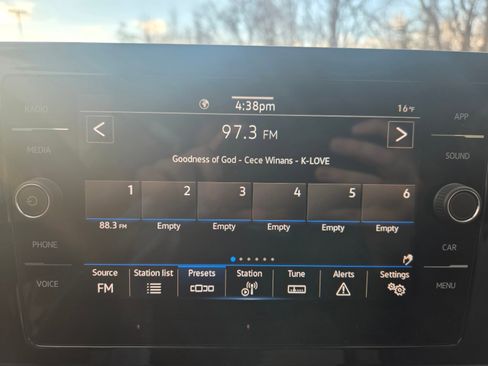 4:38pm 16°F
RADIO APP
97.3 FM
MEDIA SOUND
Goodness of God - Cece Winans - K-LOVE
1 2 3 4 5 6
88.3 FM Empty Empty Empty Empty Empty
PHONE CAR
Source Station list Presets Station Tune Alerts Settings
FM
VOICE MENU